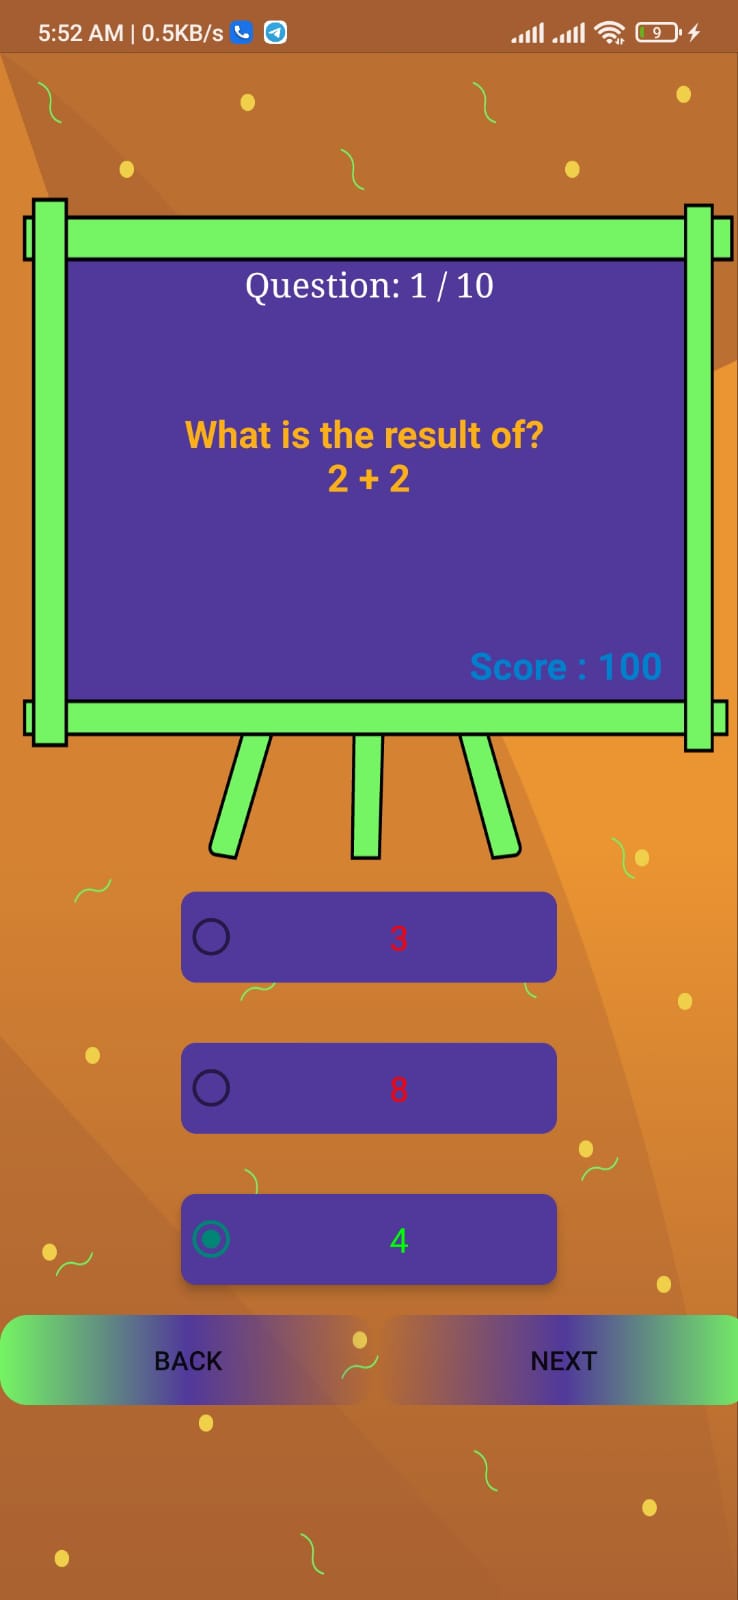 5:52 AM | 0.5KB/s
9
Question: 1 / 10
What is the result of?
2 + 2
Score : 100
3
8
4
BACK
NEXT